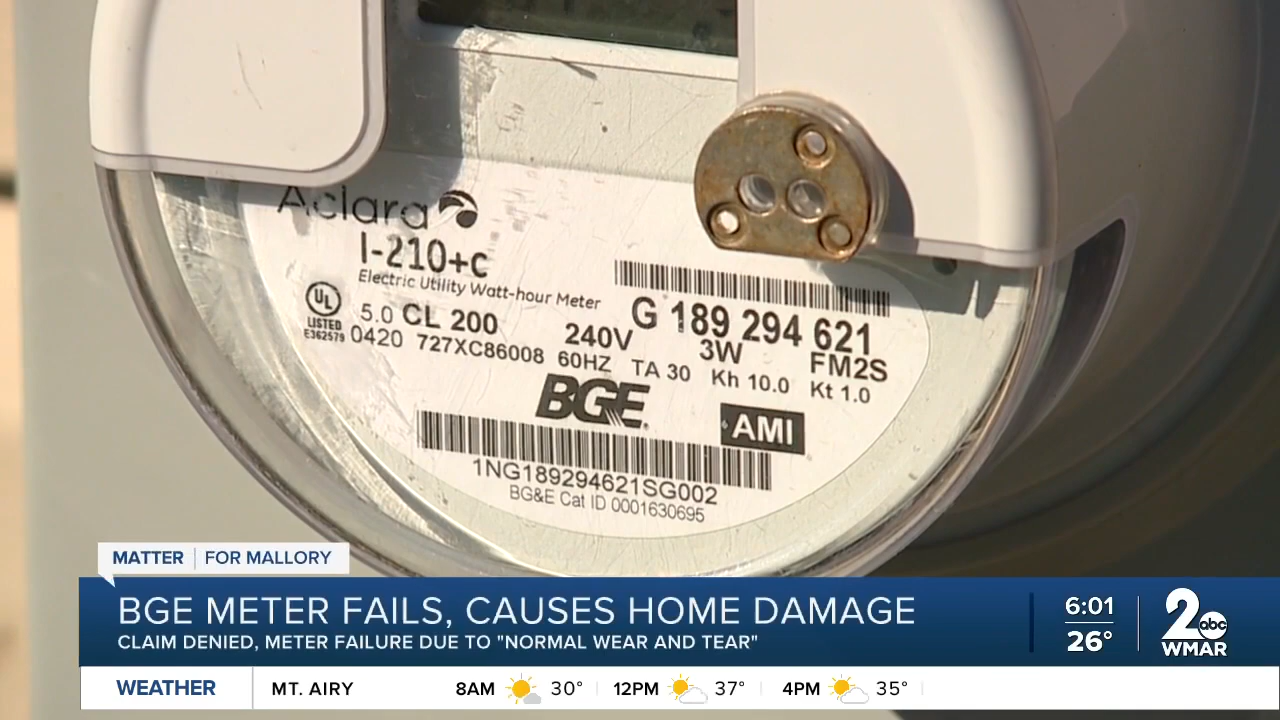 Aclara
I-210+c
Electric Utility Watt-hour Meter
UL
LISTED
E362579
5.0 CL 200
240V
G 189 294 621
3W
FM2S
0420 727XC86008 60HZ TA 30 Kh 10.0 Kt 1.0
BGE
AMI
1NG189294621SG002
BG&E Cat ID 0001630695
MATTER | FOR MALLORY
BGE METER FAILS, CAUSES HOME DAMAGE
CLAIM DENIED, METER FAILURE DUE TO "NORMAL WEAR AND TEAR"
6:01
26°
2 abc
WMAR
WEATHER MT. AIRY 8AM 30° 12PM 37° 4PM 35°